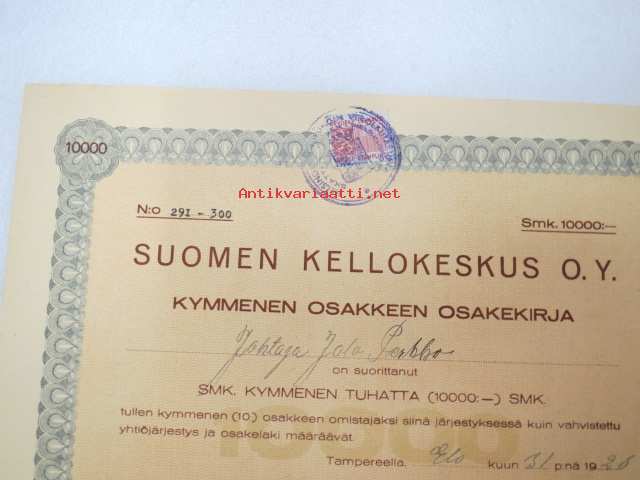 10000
Antikvariaatti.net
N:o 291 - 300
Smk. 10000:—
SUOMEN KELLOKESKUS O.Y.
KYMMENEN OSAKKEEN OSAKEKIRJA
Johtaja Jalo Perkko
on suorittanut
SMK. KYMMENEN TUHATTA (10000:—) SMK.
tullen kymmenen (10) osakkeen omistajaksi siinä järjestyksessä kuin vahvistettu
yhtiöjärjestys ja osakelaki määräävät.
10000
Tampereella, Elo kuun 31 p:nä 1928